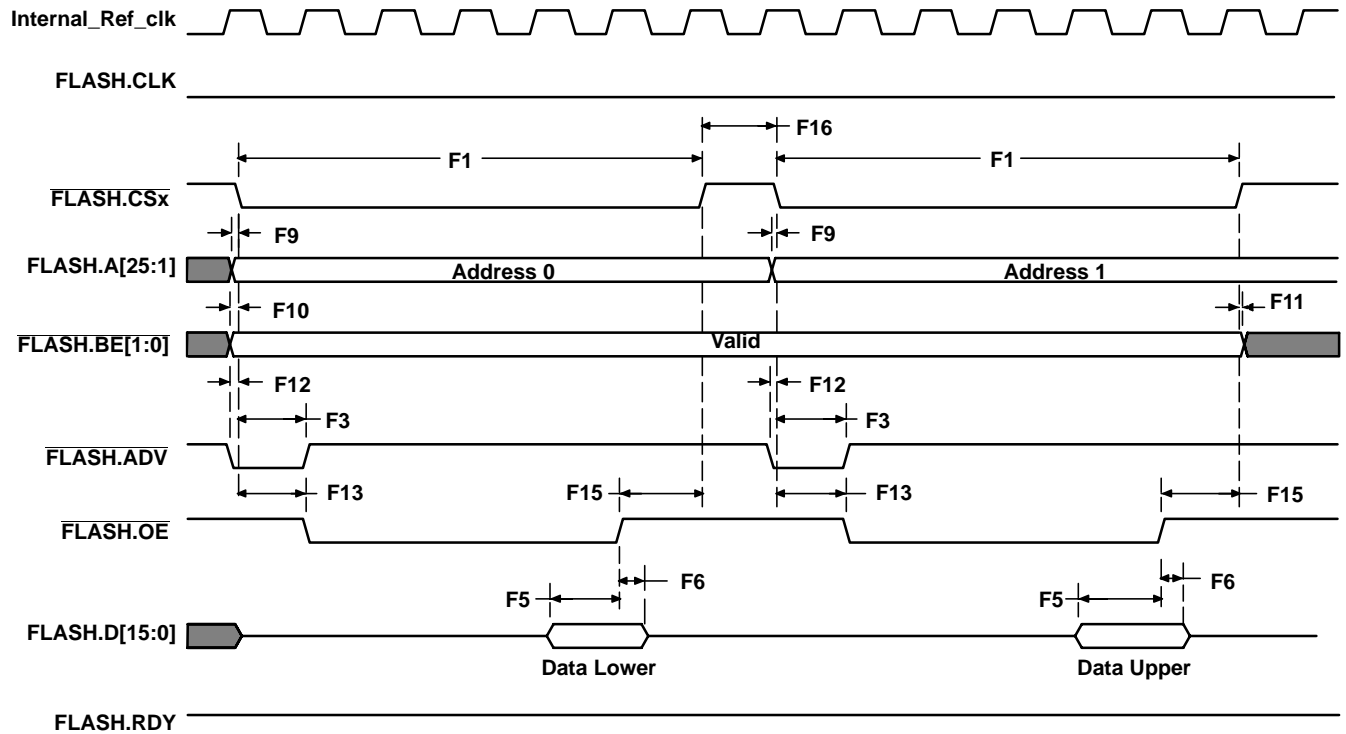 Internal_Ref_clk
FLASH.CLK
F16
F1 F1
FLASH.CSx
F9 F9
FLASH.A[25:1] Address 0 Address 1
F10 F11
FLASH.BE[1:0] Valid
F12 F12
F3 F3
FLASH.ADV
F13 F15 F13 F15
FLASH.OE
F6 F6
F5 F5
FLASH.D[15:0]
Data Lower Data Upper
FLASH.RDY